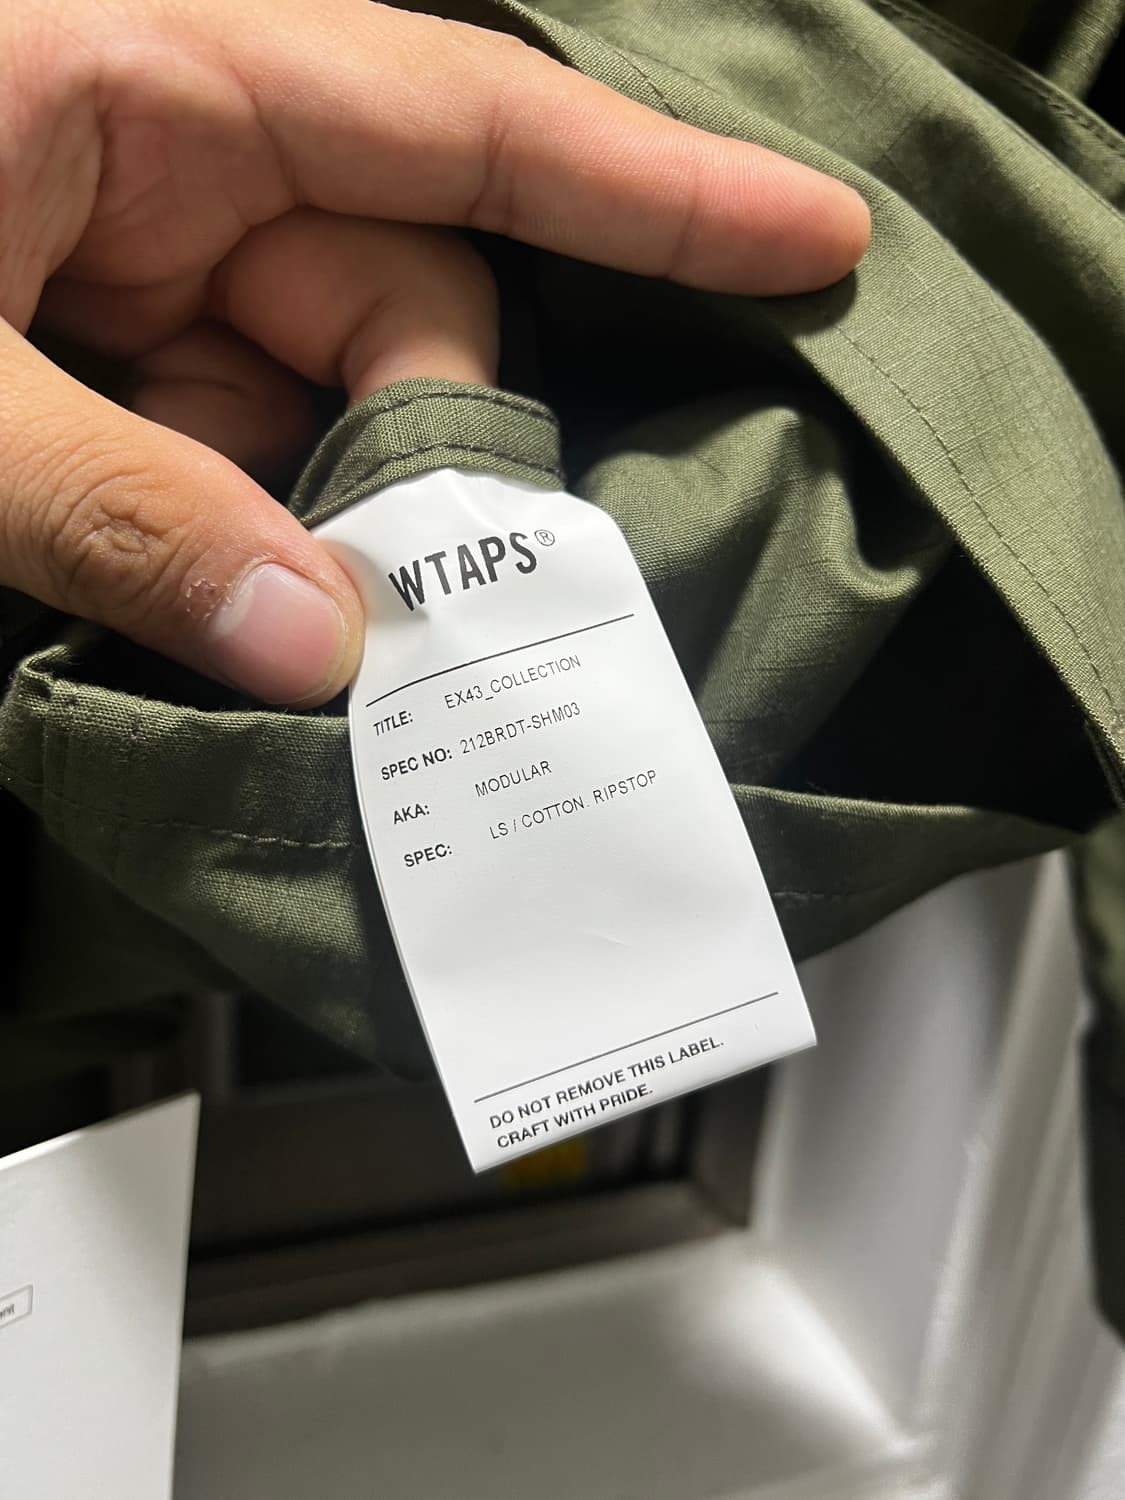 WTAPS®
TITLE: EX43_COLLECTION
SPEC NO: 212BRDT-SHM03
AKA: MODULAR
SPEC: LS / COTTON. RIPSTOP
DO NOT REMOVE THIS LABEL.
CRAFT WITH PRIDE.